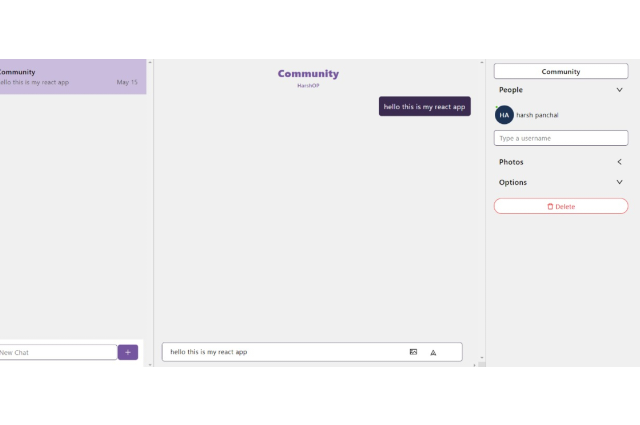 Community
hello this is my react app
May 15
New Chat
+
Community
HarshOP
hello this is my react app
hello this is my react app
Community
People
HA
harsh panchal
Type a username
Photos
Options
Delete